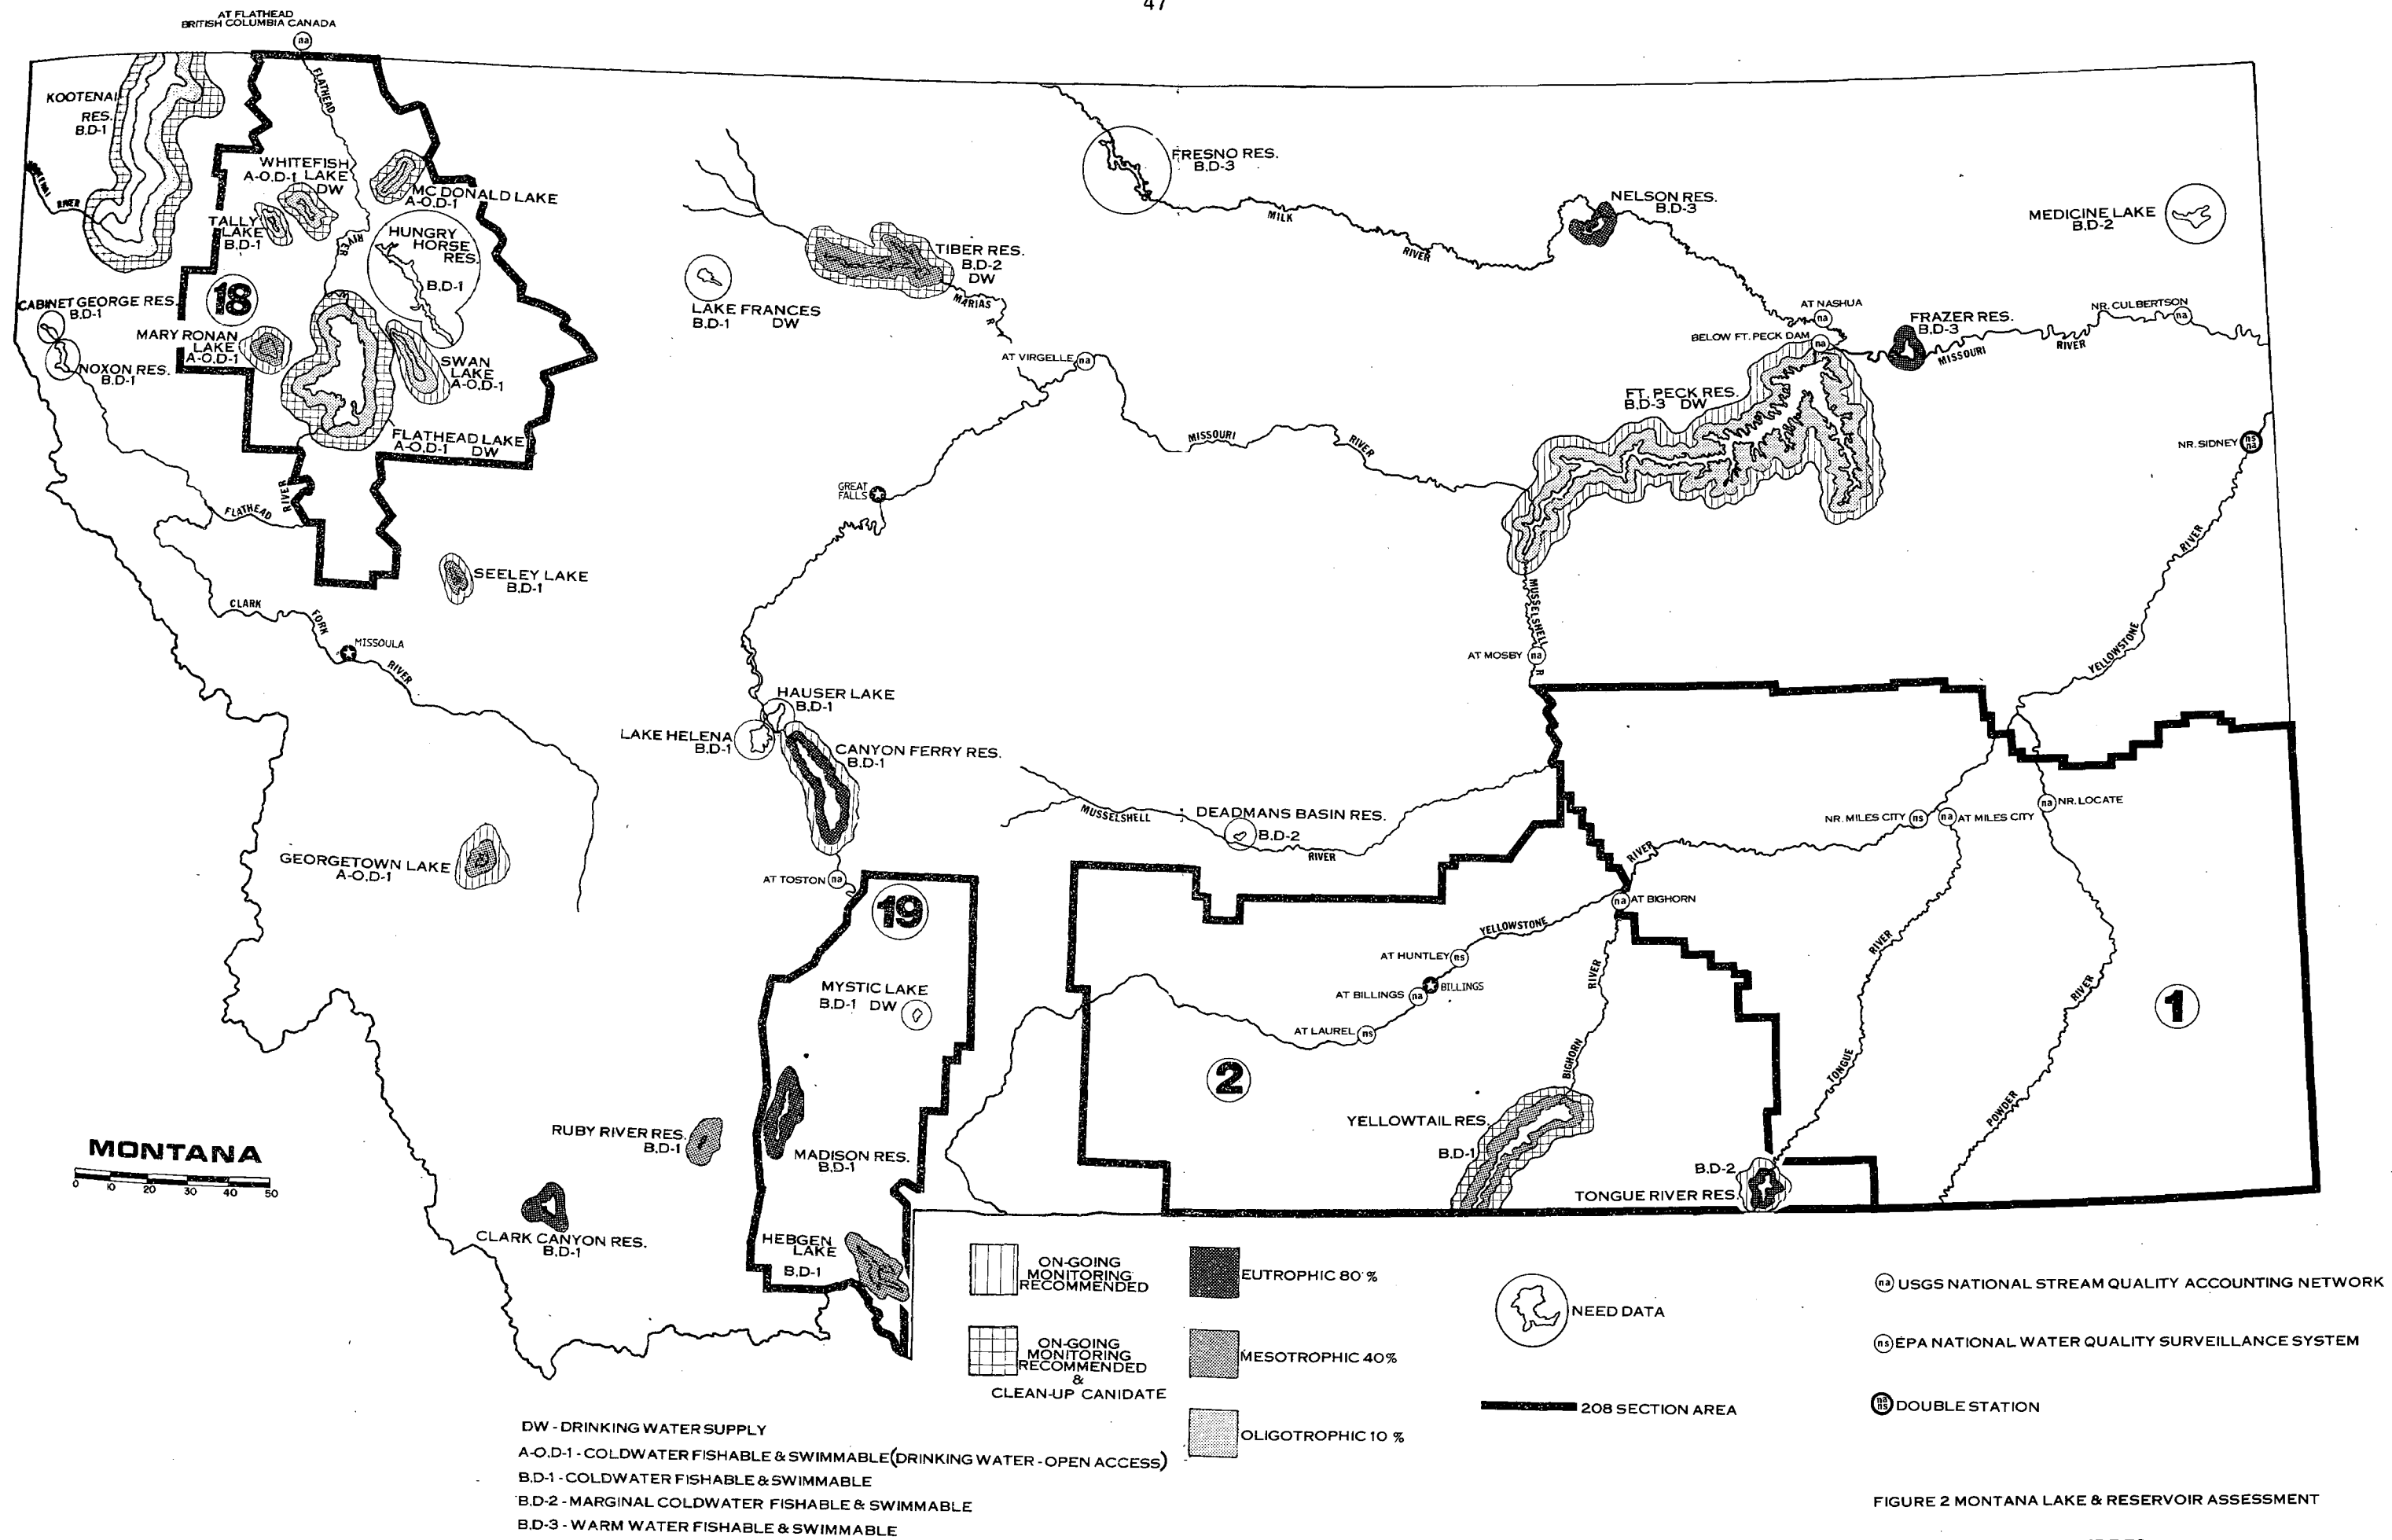 47
AT FLATHEAD
BRITISH COLUMBIA CANADA
na
FLATHEAD
RIVER
KOOTENAI
RES.
B,D-1
RIVER
WHITEFISH
LAKE
A-O,D-1
DW
MC DONALD LAKE
A-O,D-1
TALLY
LAKE
B,D-1
HUNGRY
HORSE
RES.
B,D-1
18
CABINET GEORGE RES.
B,D-1
NOXON RES.
B,D-1
MARY RONAN
LAKE
A-O,D-1
SWAN
LAKE
A-O,D-1
FLATHEAD LAKE
A-O,D-1 DW
FLATHEAD
RIVER
SEELEY LAKE
B,D-1
CLARK
FORK
RIVER
MISSOULA
LAKE FRANCES
B,D-1 DW
TIBER RES.
B,D-2
DW
MARIAS
R
AT VIRGELLE
na
GREAT
FALLS
MISSOURI
RIVER
FRESNO RES.
B,D-3
MILK
RIVER
NELSON RES.
B,D-3
MEDICINE LAKE
B,D-2
AT NASHUA
na
BELOW FT. PECK DAM
na
FRAZER RES.
B,D-3
MISSOURI
RIVER
NR. CULBERTSON
na
FT. PECK RES.
B,D-3 DW
NR. SIDNEY
ns
na
RIVER
YELLOWSTONE
MUSSELSHELL
R
AT MOSBY
na
HAUSER LAKE
B,D-1
LAKE HELENA
B,D-1
CANYON FERRY RES.
B,D-1
AT TOSTON
na
GEORGETOWN LAKE
A-O,D-1
MUSSELSHELL
RIVER
DEADMANS BASIN RES.
B,D-2
NR. MILES CITY
ns
na
AT MILES CITY
na
NR. LOCATE
RIVER
YELLOWSTONE
na
AT BIGHORN
AT HUNTLEY
ns
AT BILLINGS
na
BILLINGS
AT LAUREL
ns
RIVER
BIGHORN
RIVER
TONGUE
RIVER
POWDER
1
2
19
MYSTIC LAKE
B,D-1 DW
MADISON RES.
B,D-1
RUBY RIVER RES.
B,D-1
CLARK CANYON RES.
B,D-1
HEBGEN
LAKE
B,D-1
YELLOWTAIL RES.
B,D-1
B,D-2
TONGUE RIVER RES.
MONTANA
0 10 20 30 40 50
ON-GOING
MONITORING
RECOMMENDED
ON-GOING
MONITORING
RECOMMENDED
&
CLEAN-UP CANIDATE
EUTROPHIC 80 %
MESOTROPHIC 40%
OLIGOTROPHIC 10 %
NEED DATA
208 SECTION AREA
na USGS NATIONAL STREAM QUALITY ACCOUNTING NETWORK
ns EPA NATIONAL WATER QUALITY SURVEILLANCE SYSTEM
na
ns
DOUBLE STATION
DW - DRINKING WATER SUPPLY
A-O,D-1 - COLDWATER FISHABLE & SWIMMABLE (DRINKING WATER - OPEN ACCESS)
B,D-1 - COLDWATER FISHABLE & SWIMMABLE
B,D-2 - MARGINAL COLDWATER FISHABLE & SWIMMABLE
B,D-3 - WARM WATER FISHABLE & SWIMMABLE
FIGURE 2 MONTANA LAKE & RESERVOIR ASSESSMENT